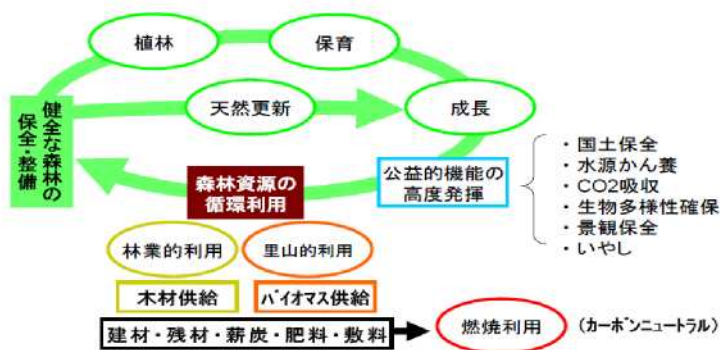 植林
保育
健全な森林の
保全・整備
天然更新
成長
森林資源の
循環利用
公益的機能の
高度発揮
・国土保全
・水源かん養
・CO2吸収
・生物多様性確保
・景観保全
・いやし
林業的利用
里山的利用
木材供給
バイオマス供給
建材・残材・薪炭・肥料・敷料
燃焼利用
(カーボンニュートラル)